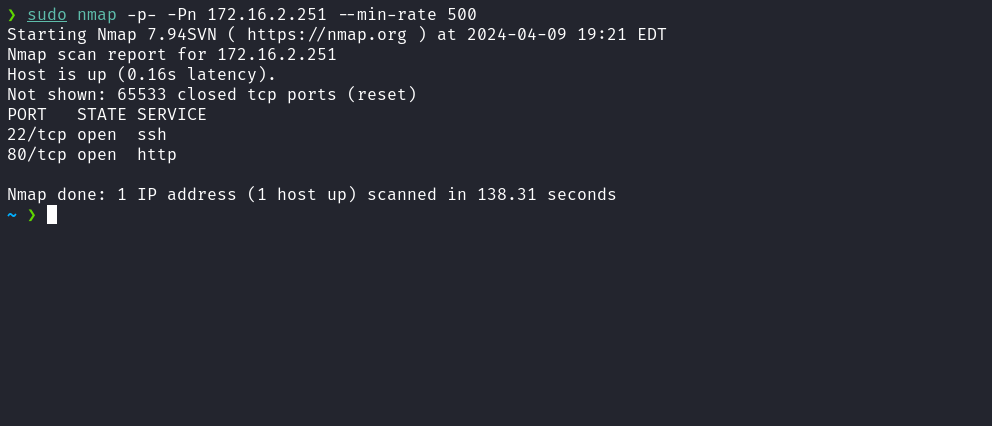 ❯ sudo nmap -p- -Pn 172.16.2.251 --min-rate 500
Starting Nmap 7.94SVN ( https://nmap.org ) at 2024-04-09 19:21 EDT
Nmap scan report for 172.16.2.251
Host is up (0.16s latency).
Not shown: 65533 closed tcp ports (reset)
PORT   STATE SERVICE
22/tcp open  ssh
80/tcp open  http
Nmap done: 1 IP address (1 host up) scanned in 138.31 seconds
~ ❯